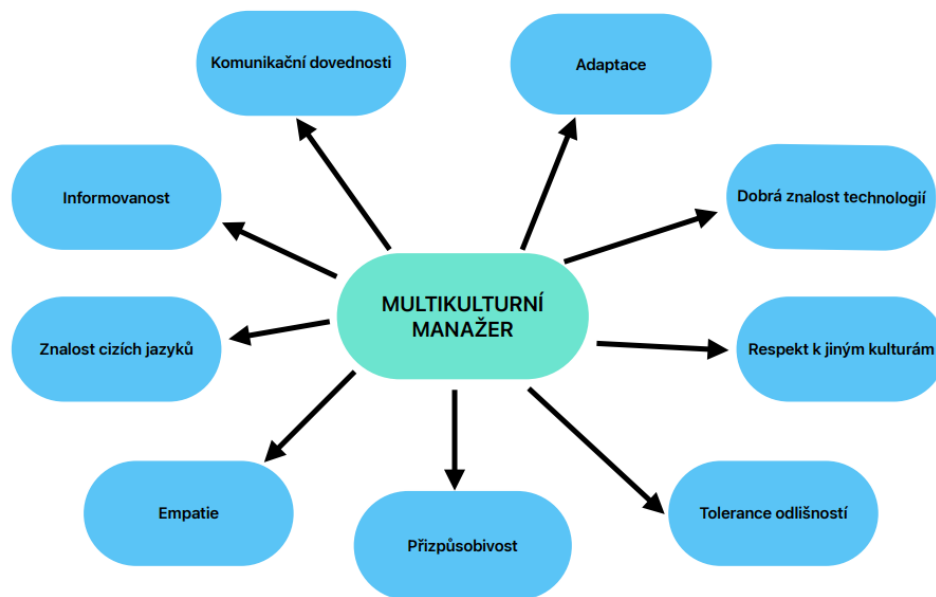 Komunikační dovednosti
Adaptace
Informovanost
Dobrá znalost technologií
MULTIKULTURNÍ
MANAŽER
Znalost cizích jazyků
Respekt k jiným kulturám
Empatie
Přizpůsobivost
Tolerance odlišností